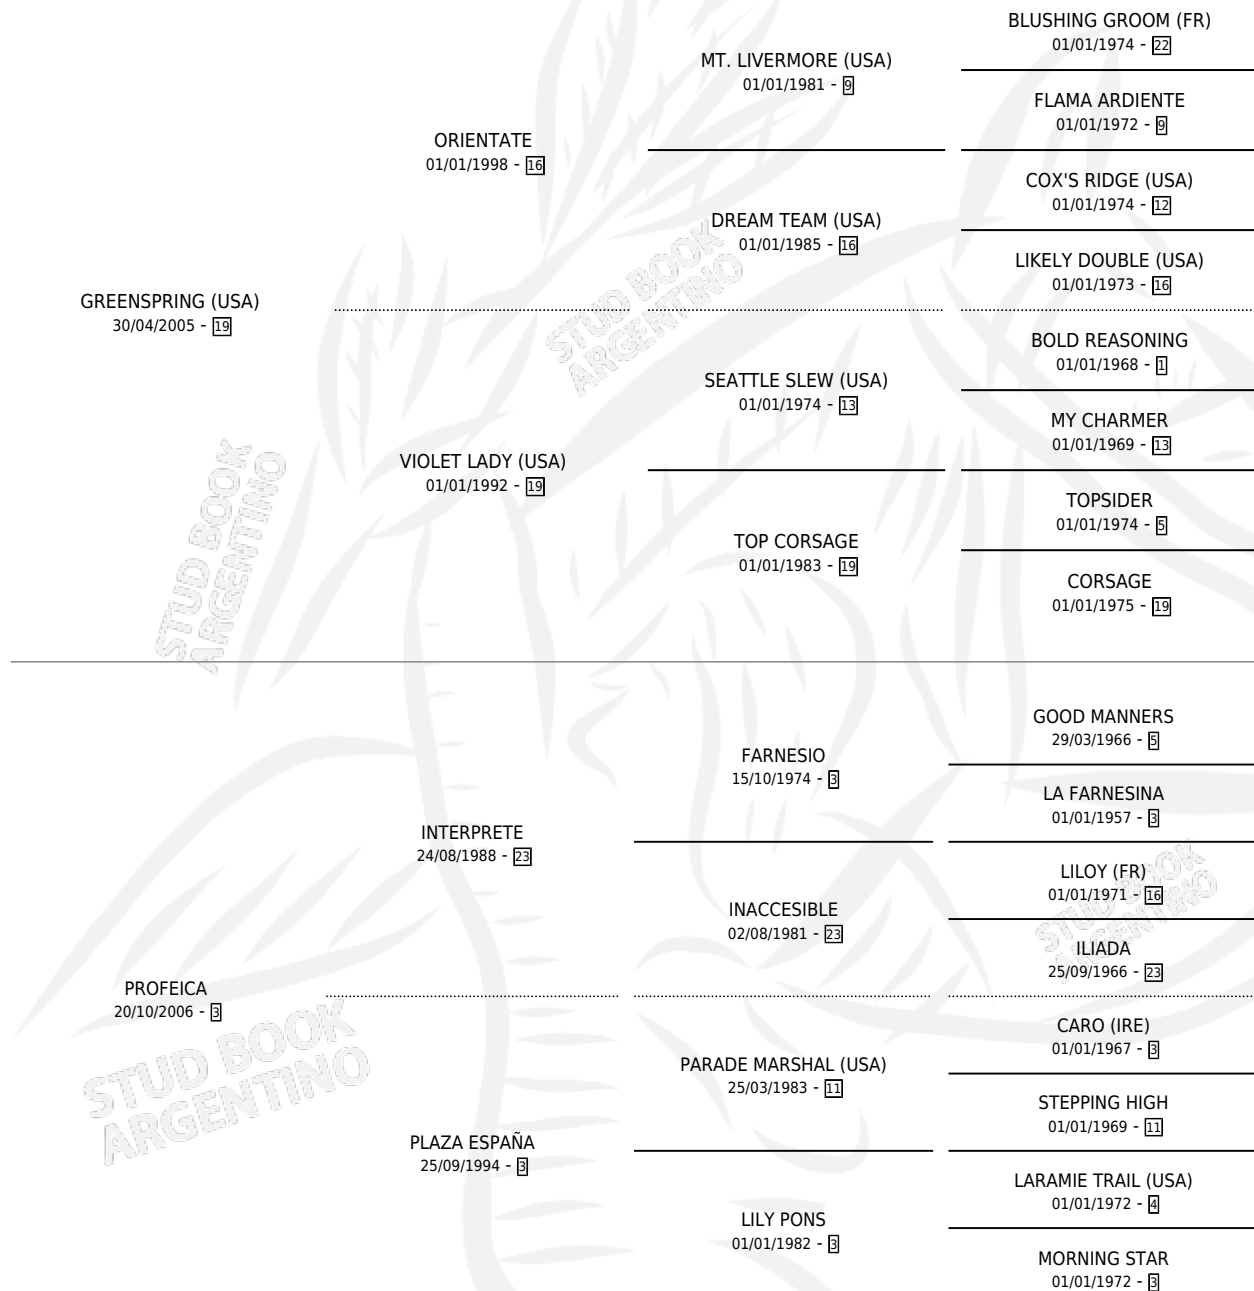 BLUSHING GROOM (FR)
01/01/1974 - 22
MT. LIVERMORE (USA)
01/01/1981 - 9
FLAMA ARDIENTE
01/01/1972 - 9
ORIENTATE
01/01/1998 - 16
COX'S RIDGE (USA)
01/01/1974 - 12
DREAM TEAM (USA)
01/01/1985 - 16
LIKELY DOUBLE (USA)
01/01/1973 - 16
GREENSPRING (USA)
30/04/2005 - 19
BOLD REASONING
01/01/1968 - 1
SEATTLE SLEW (USA)
01/01/1974 - 13
MY CHARMER
01/01/1969 - 13
VIOLET LADY (USA)
01/01/1992 - 19
TOPSIDER
01/01/1974 - 5
TOP CORSAGE
01/01/1983 - 19
CORSAGE
01/01/1975 - 19
GOOD MANNERS
29/03/1966 - 5
FARNESIO
15/10/1974 - 3
LA FARNESINA
01/01/1957 - 3
INTERPRETE
24/08/1988 - 23
LILOY (FR)
01/01/1971 - 16
INACCESIBLE
02/08/1981 - 23
ILIADA
25/09/1966 - 23
PROFEICA
20/10/2006 - 3
CARO (IRE)
01/01/1967 - 3
PARADE MARSHAL (USA)
25/03/1983 - 11
STEPPING HIGH
01/01/1969 - 11
PLAZA ESPAÑA
25/09/1994 - 3
LARAMIE TRAIL (USA)
01/01/1972 - 4
LILY PONS
01/01/1982 - 3
MORNING STAR
01/01/1972 - 3
STUD BOOK
ARGENTINO
STUD BOOK
ARGENTINO
STUD BOOK
ARGENTINO
STUD BOOK
ARGENTINO